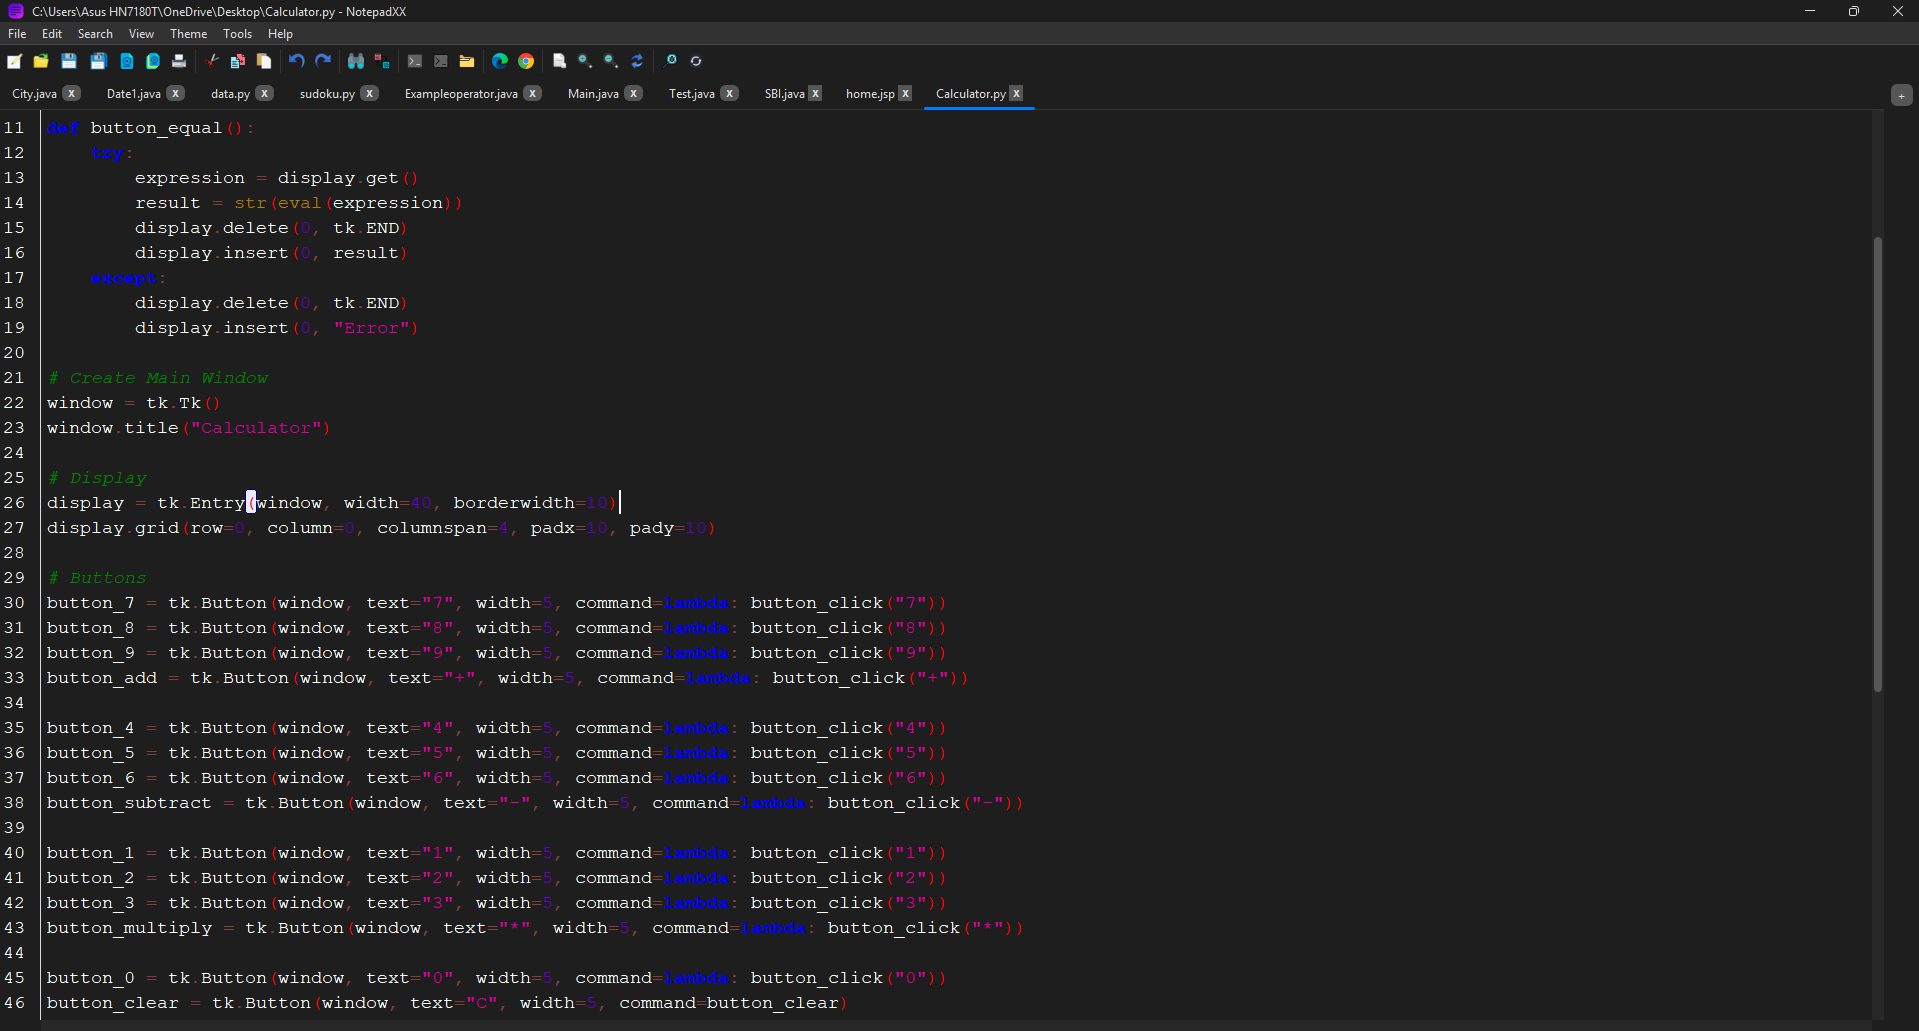 C:\Users\Asus HN7180T\OneDrive\Desktop\Calculator.py - NotepadXX
File Edit Search View Theme Tools Help
City.java x Date1.java x data.py x sudoku.py x Exampleoperator.java x Main.java x Test.java x SBI.java x home.jsp x Calculator.py x +
11 def button_equal():
12     try:
13         expression = display.get()
14         result = str(eval(expression))
15         display.delete(0, tk.END)
16         display.insert(0, result)
17     except:
18         display.delete(0, tk.END)
19         display.insert(0, "Error")
20
21 # Create Main Window
22 window = tk.Tk()
23 window.title("Calculator")
24
25 # Display
26 display = tk.Entry(window, width=40, borderwidth=10)
27 display.grid(row=0, column=0, columnspan=4, padx=10, pady=10)
28
29 # Buttons
30 button_7 = tk.Button(window, text="7", width=5, command=lambda: button_click("7"))
31 button_8 = tk.Button(window, text="8", width=5, command=lambda: button_click("8"))
32 button_9 = tk.Button(window, text="9", width=5, command=lambda: button_click("9"))
33 button_add = tk.Button(window, text="+", width=5, command=lambda: button_click("+"))
34
35 button_4 = tk.Button(window, text="4", width=5, command=lambda: button_click("4"))
36 button_5 = tk.Button(window, text="5", width=5, command=lambda: button_click("5"))
37 button_6 = tk.Button(window, text="6", width=5, command=lambda: button_click("6"))
38 button_subtract = tk.Button(window, text="-", width=5, command=lambda: button_click("-"))
39
40 button_1 = tk.Button(window, text="1", width=5, command=lambda: button_click("1"))
41 button_2 = tk.Button(window, text="2", width=5, command=lambda: button_click("2"))
42 button_3 = tk.Button(window, text="3", width=5, command=lambda: button_click("3"))
43 button_multiply = tk.Button(window, text="*", width=5, command=lambda: button_click("*"))
44
45 button_0 = tk.Button(window, text="0", width=5, command=lambda: button_click("0"))
46 button_clear = tk.Button(window, text="C", width=5, command=button_clear)